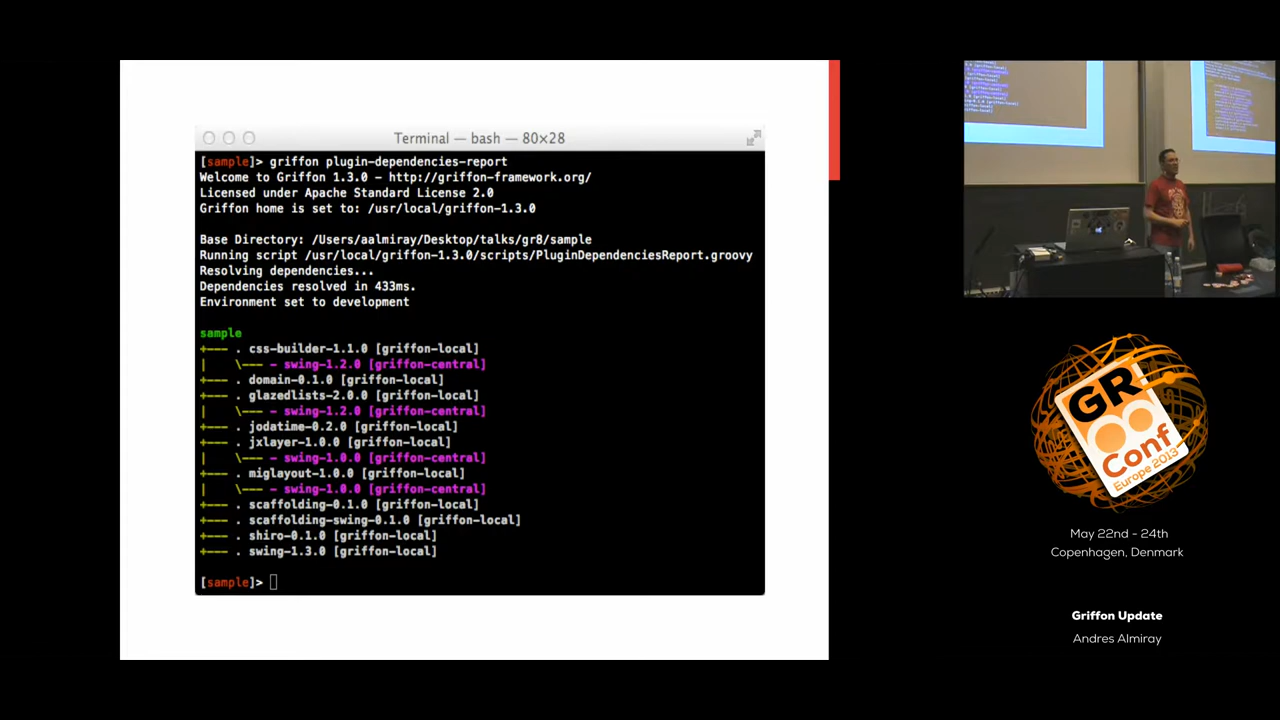 Terminal — bash — 80×28
[sample]> griffon plugin-dependencies-report
Welcome to Griffon 1.3.0 - http://griffon-framework.org/
Licensed under Apache Standard License 2.0
Griffon home is set to: /usr/local/griffon-1.3.0
Base Directory: /Users/aalmiray/Desktop/talks/gr8/sample
Running script /usr/local/griffon-1.3.0/scripts/PluginDependenciesReport.groovy
Resolving dependencies...
Dependencies resolved in 433ms.
Environment set to development
sample
+--- . css-builder-1.1.0 [griffon-local]
|    \--- - swing-1.2.0 [griffon-central]
+--- . domain-0.1.0 [griffon-local]
+--- . glazedlists-2.0.0 [griffon-local]
|    \--- - swing-1.2.0 [griffon-central]
+--- . jodatime-0.2.0 [griffon-local]
+--- . jxlayer-1.0.0 [griffon-local]
|    \--- - swing-1.0.0 [griffon-central]
+--- . miglayout-1.0.0 [griffon-local]
|    \--- - swing-1.0.0 [griffon-central]
+--- . scaffolding-0.1.0 [griffon-local]
+--- . scaffolding-swing-0.1.0 [griffon-local]
+--- . shiro-0.1.0 [griffon-local]
+--- . swing-1.3.0 [griffon-local]
[sample]>
GR
8
Conf
Europe 2013
May 22nd - 24th
Copenhagen, Denmark
Griffon Update
Andres Almiray